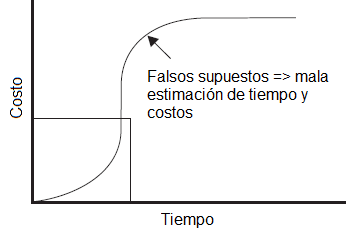 Falsos supuestos => mala
estimación de tiempo y
costos
Costo
Tiempo